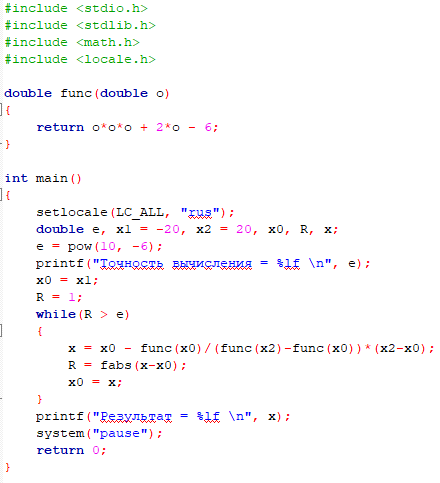 #include <stdio.h>
#include <stdlib.h>
#include <math.h>
#include <locale.h>
double func(double o)
{
return o*o*o + 2*o - 6;
}
int main()
{
setlocale(LC_ALL, "rus");
double e, x1 = -20, x2 = 20, x0, R, x;
e = pow(10, -6);
printf("Точность вычисления = %lf \n", e);
x0 = x1;
R = 1;
while(R > e)
{
x = x0 - func(x0)/(func(x2)-func(x0))*(x2-x0);
R = fabs(x-x0);
x0 = x;
}
printf("Результат = %lf \n", x);
system("pause");
return 0;
}